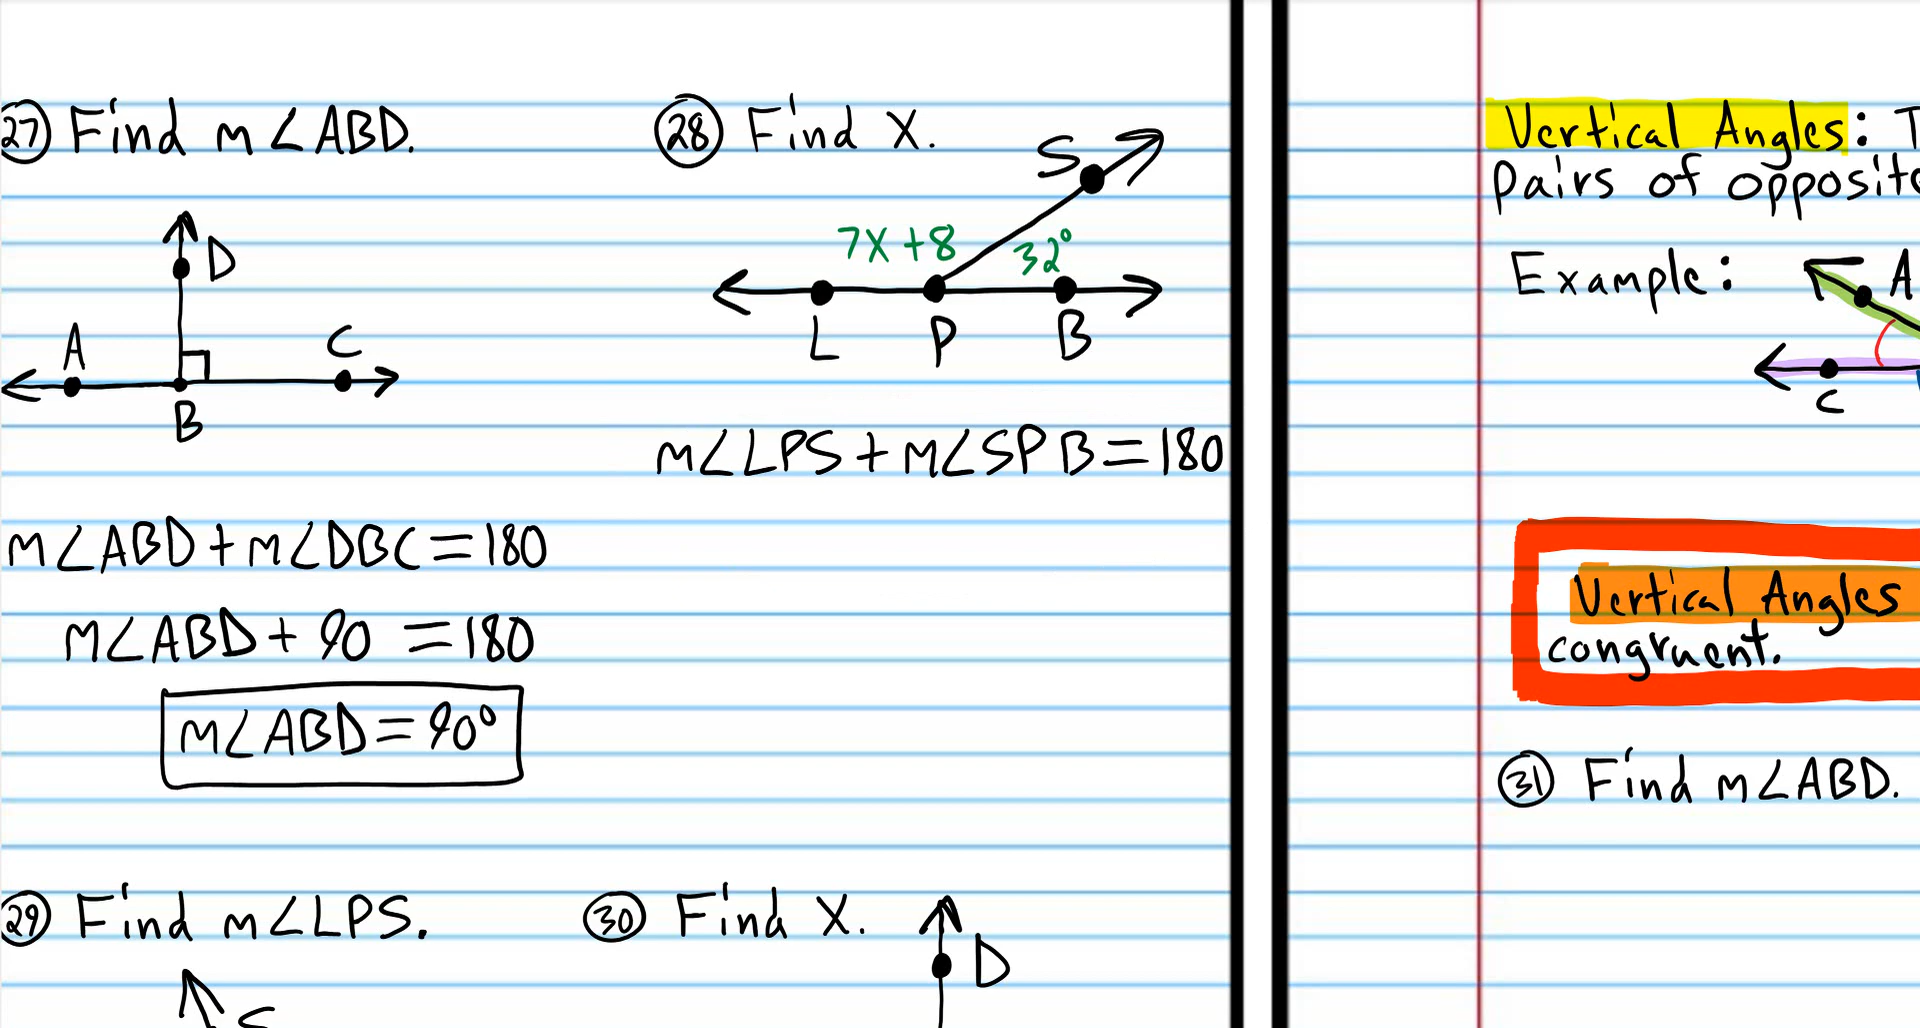 27 Find m∠ABD.
D
A
C
B
m∠ABD + m∠DBC = 180
m∠ABD + 90 = 180
m∠ABD = 90°
28 Find X.
S
7X + 8
32°
L P B
m∠LPS + m∠SPB = 180
29 Find m∠LPS.
S
30 Find X.
D
Vertical Angles:
Pairs of opposite
Example:
A
C
Vertical Angles
congruent.
31 Find m∠ABD.